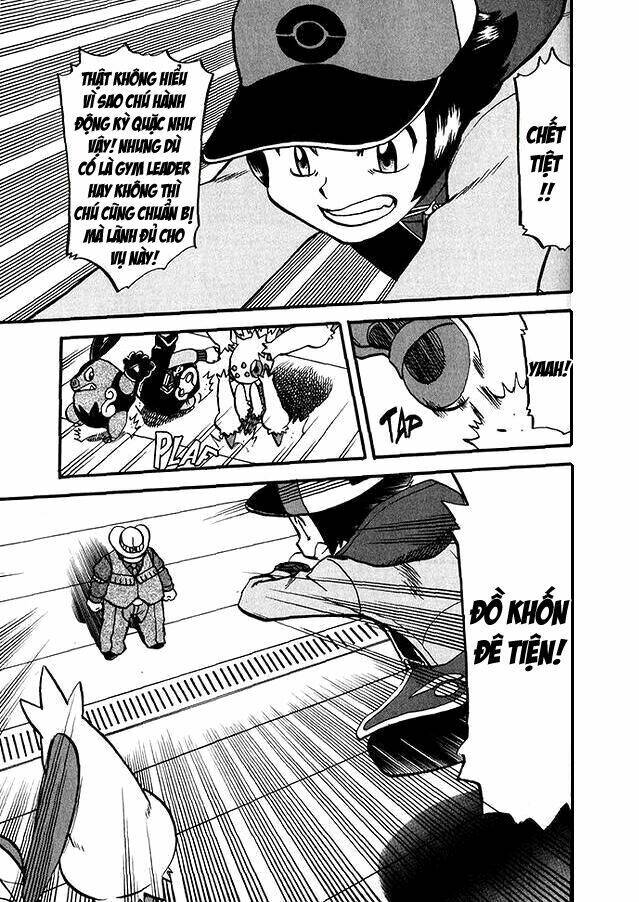 CHẾT
TIỆT
!!
THẬT KHÔNG HIỂU
VÌ SAO CHÚ HÀNH
ĐỘNG KỲ QUẶC NHƯ
VẬY! NHƯNG DÙ
CÓ LÀ GYM LEADER
HAY KHÔNG THÌ
CHÚ CŨNG CHUẨN BỊ
MÀ LÃNH ĐỦ CHO
VỤ NÀY!
YAAH!
TAP
PLAF
ĐỒ KHỐN
ĐÊ TIỆN!